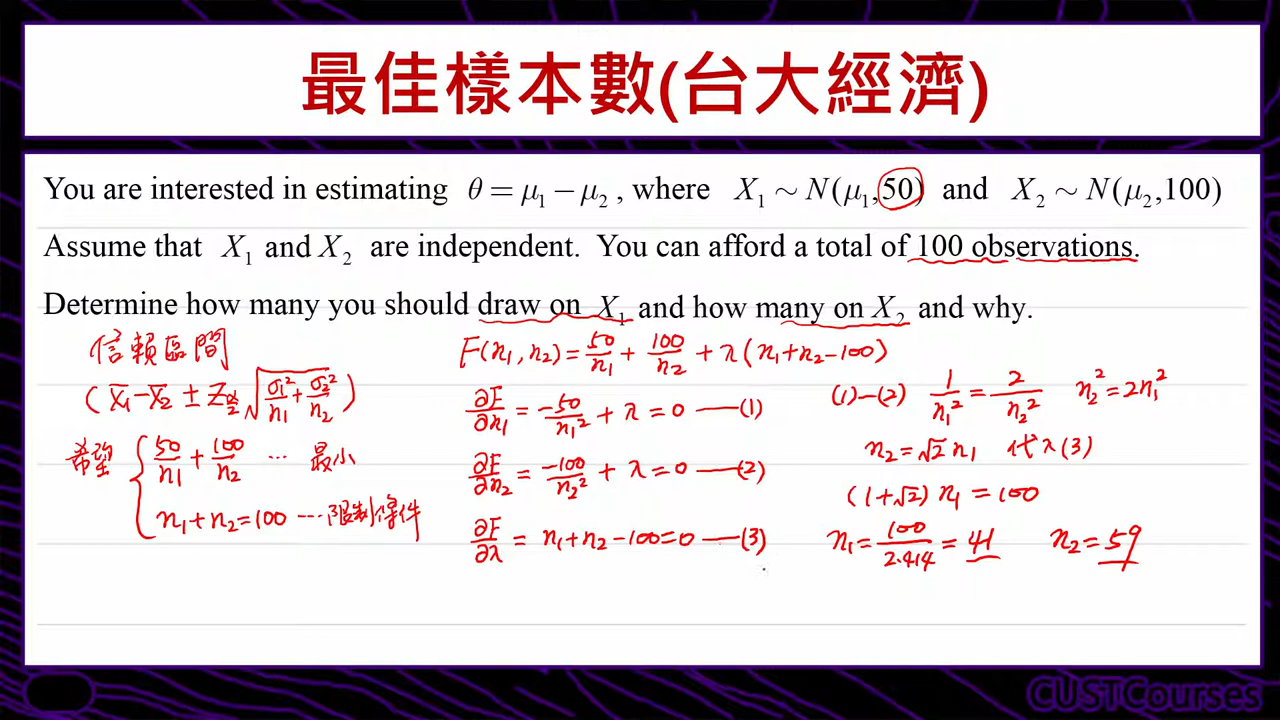 最佳樣本數(台大經濟)
You are interested in estimating θ = μ₁ − μ₂ , where X₁ ~ N(μ₁,50) and X₂ ~ N(μ₂,100)
Assume that X₁ and X₂ are independent. You can afford a total of 100 observations.
Determine how many you should draw on X₁ and how many on X₂ and why.
信賴區間
( X̄₁−X̄₂ ± Z_{α/2} √(σ₁²/n₁ + σ₂²/n₂) )
希望
50/n₁ + 100/n₂ … 最小
n₁+n₂=100 … 限制條件
F(n₁, n₂) = 50/n₁ + 100/n₂ + λ(n₁+n₂−100)
∂F/∂n₁ = −50/n₁² + λ = 0 —(1)
∂F/∂n₂ = −100/n₂² + λ = 0 —(2)
∂F/∂λ = n₁+n₂−100=0 —(3)
(1)−(2) 1/n₁² = 2/n₂² n₂² = 2n₁²
n₂ = √2 n₁ 代入(3)
(1+√2) n₁ = 100
n₁ = 100/2.414 = 41 n₂ = 59
CUSTCourses